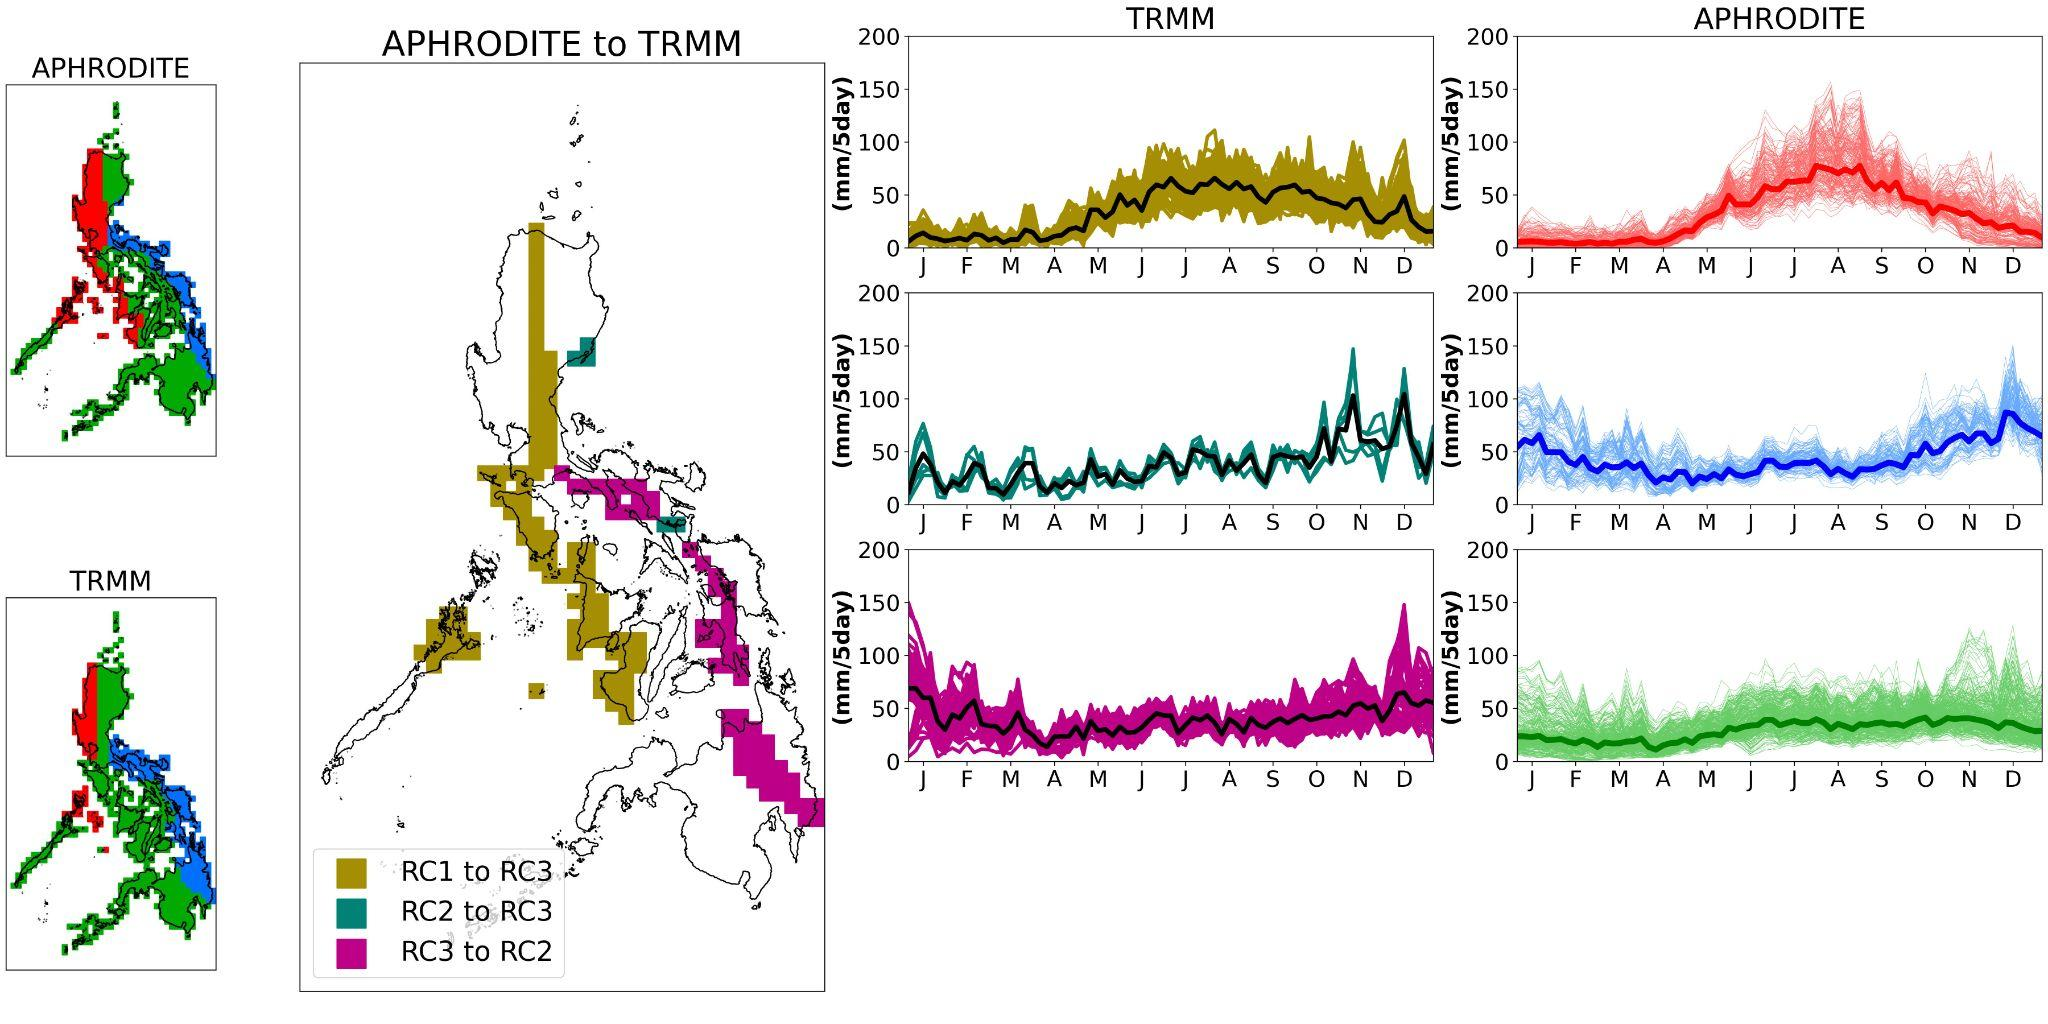 APHRODITE
TRMM
APHRODITE to TRMM
RC1 to RC3
RC2 to RC3
RC3 to RC2
TRMM
(mm/5day)
200
150
100
50
0
J F M A M J J A S O N D
(mm/5day)
200
150
100
50
0
J F M A M J J A S O N D
(mm/5day)
200
150
100
50
0
J F M A M J J A S O N D
APHRODITE
(mm/5day)
200
150
100
50
0
J F M A M J J A S O N D
(mm/5day)
200
150
100
50
0
J F M A M J J A S O N D
(mm/5day)
200
150
100
50
0
J F M A M J J A S O N D